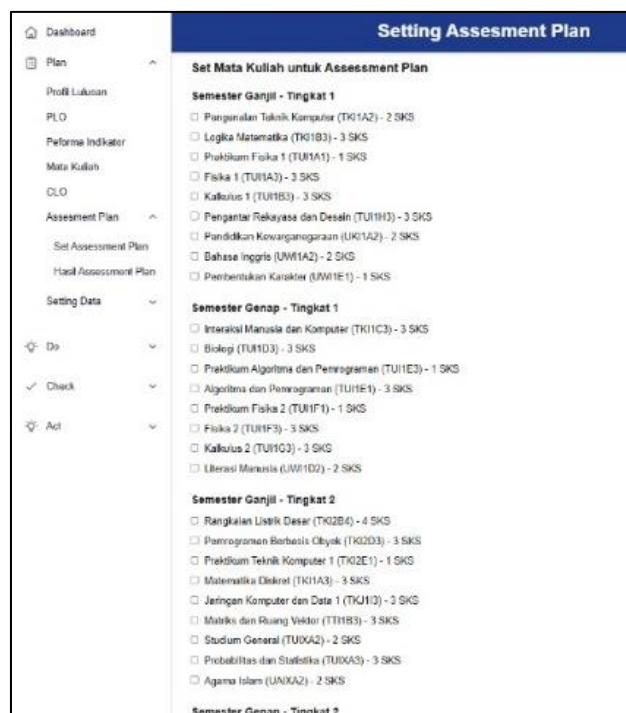 Dashboard
Plan
Profil Lulusan
PLO
Peforma Indikator
Mata Kuliah
CLO
Assesment Plan
Set Assessment Plan
Hasil Assessment Plan
Setting Data
Do
Check
Act
Setting Assesment Plan
Set Mata Kuliah untuk Assessment Plan
Semester Ganjil - Tingkat 1
Pengenalan Teknik Komputer (TKI1A2) - 2 SKS
Logika Matematika (TKI1B3) - 3 SKS
Praktikum Fisika 1 (TUI1A1) - 1 SKS
Fisika 1 (TUI1A3) - 3 SKS
Kalkulus 1 (TUI1B3) - 3 SKS
Pengantar Rekayasa dan Desain (TUI1H3) - 3 SKS
Pendidikan Kewarganegaraan (UKI1A2) - 2 SKS
Bahasa Inggris (UWI1A2) - 2 SKS
Pembentukan Karakter (UWI1E1) - 1 SKS
Semester Genap - Tingkat 1
Interaksi Manusia dan Komputer (TKI1C3) - 3 SKS
Biologi (TUI1D3) - 3 SKS
Praktikum Algoritma dan Pemrograman (TUI1E3) - 1 SKS
Algoritma dan Pemrograman (TUI1E1) - 3 SKS
Praktikum Fisika 2 (TUI1F1) - 1 SKS
Fisika 2 (TUI1F3) - 3 SKS
Kalkulus 2 (TUI1G3) - 3 SKS
Literasi Manusia (UWI1D2) - 2 SKS
Semester Ganjil - Tingkat 2
Rangkaian Listrik Dasar (TKI2B4) - 4 SKS
Pemrograman Berbasis Obyek (TKI2D3) - 3 SKS
Praktikum Teknik Komputer 1 (TKI2E1) - 1 SKS
Matematika Diskret (TKI1A3) - 3 SKS
Jaringan Komputer dan Data 1 (TKJ1I3) - 3 SKS
Matriks dan Ruang Vektor (TTI1B3) - 3 SKS
Studium General (TUIXA2) - 2 SKS
Probabilitas dan Statistika (TUIXA3) - 3 SKS
Agama Islam (UNIXA2) - 2 SKS
Semester Genap - Tingkat 2